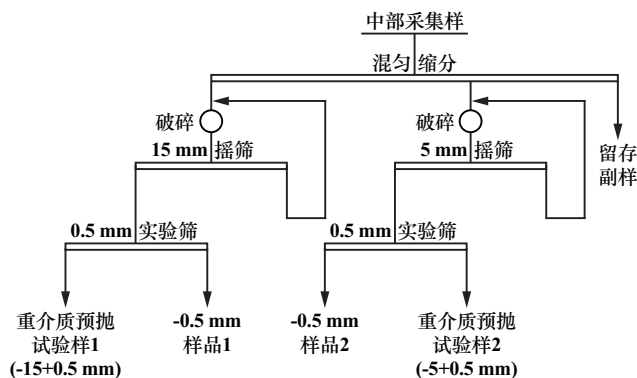 中部采集样
混匀 缩分
破碎 破碎
15 mm 摇筛 5 mm 摇筛
留存
副样
0.5 mm 实验筛 0.5 mm 实验筛
重介质预抛
试验样1
(-15+0.5 mm)
-0.5 mm
样品1
-0.5 mm
样品2
重介质预抛
试验样2
(-5+0.5 mm)